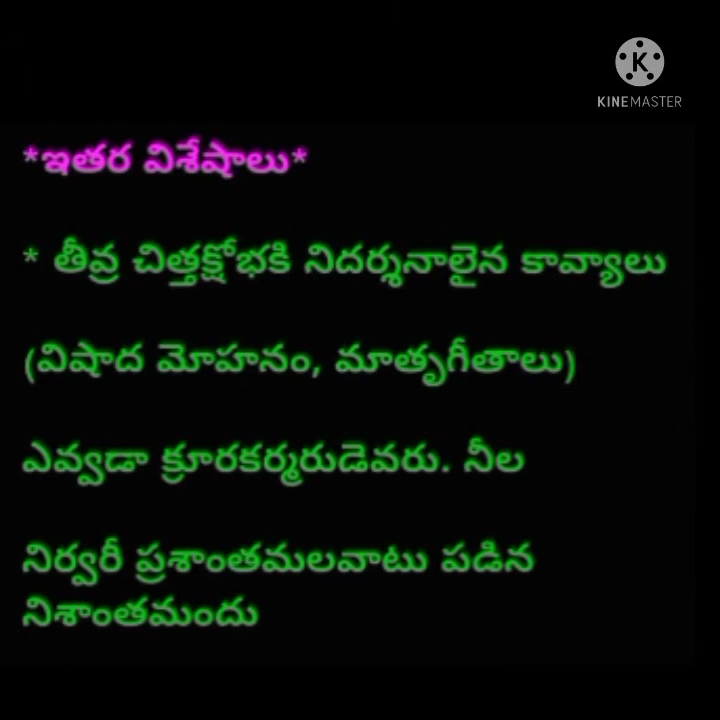 KINEMASTER
*ఇతర విశేషాలు*
* తీవ్ర చిత్తక్షోభకి నిదర్శనాలైన కావ్యాలు
(విషాద మోహనం, మాతృగీతాలు)
ఎవ్వడా క్రూరకర్మరుడెవరు. నీల
నిర్వరీ ప్రశాంతమలవాటు పడిన
నిశాంతమందు